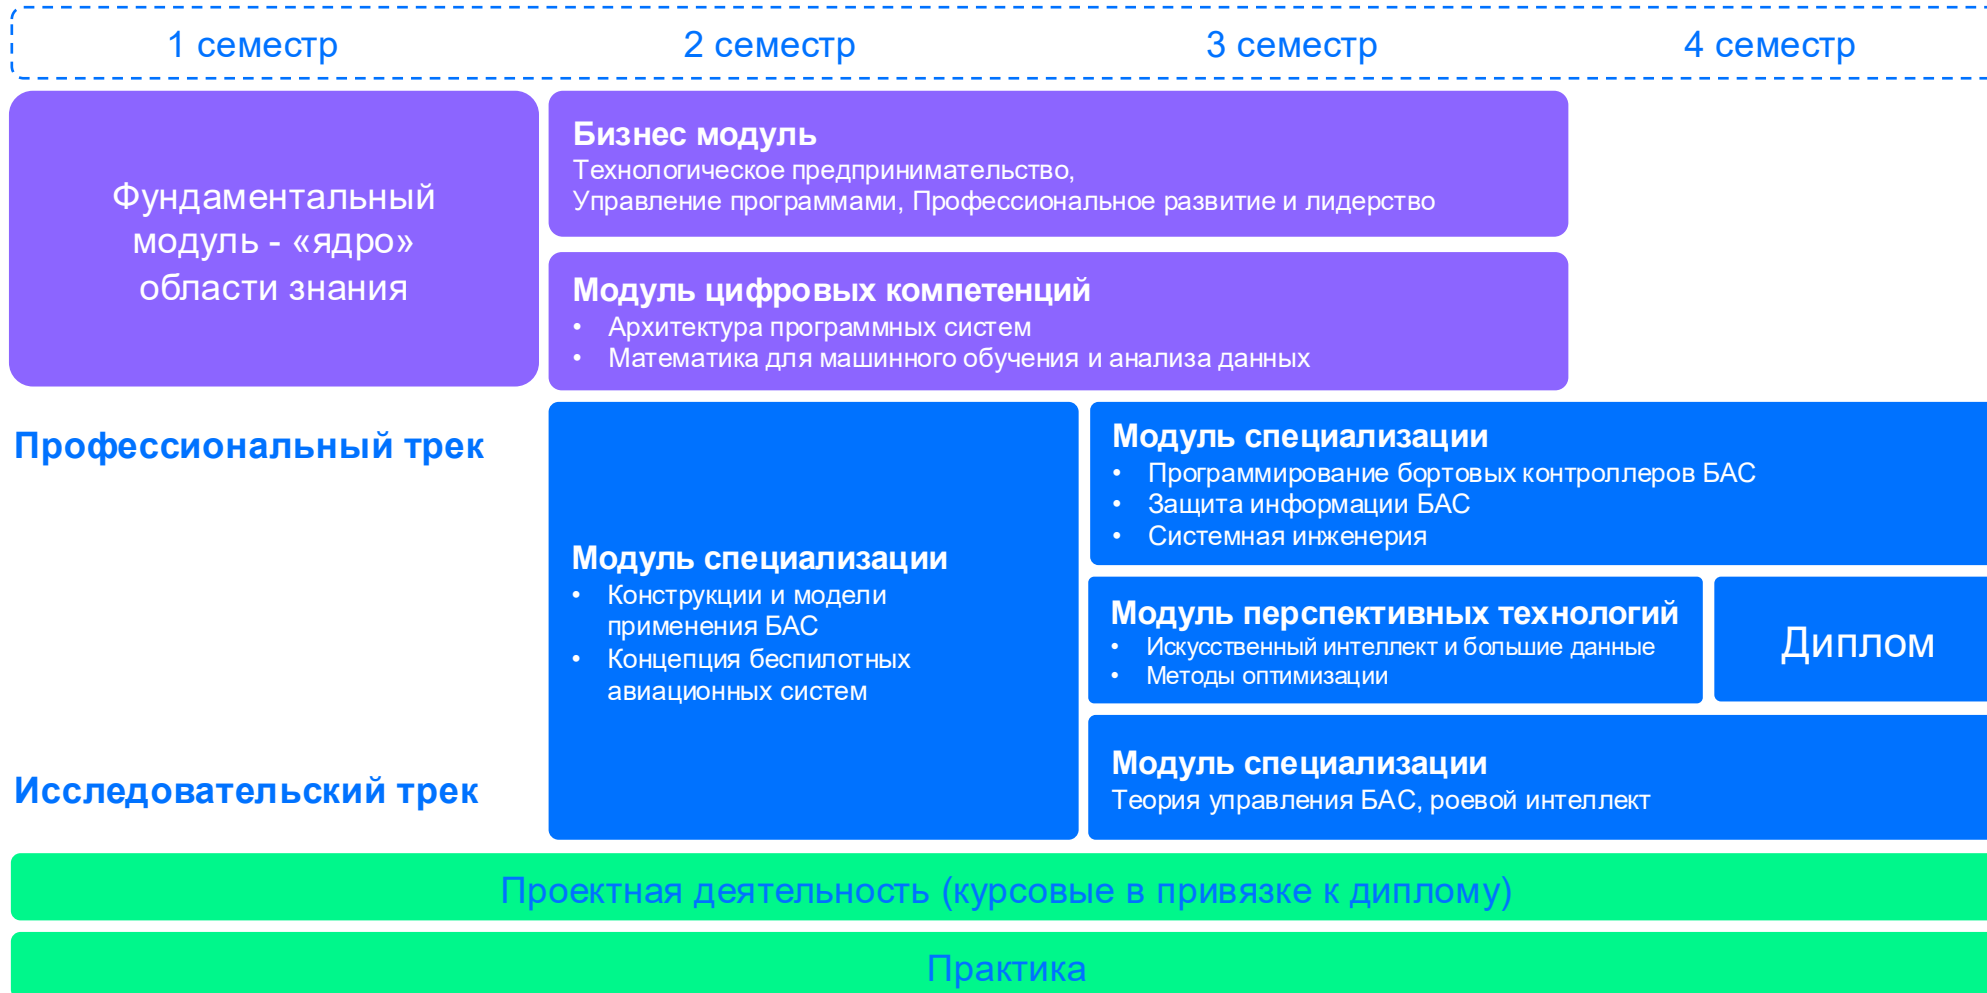 1 семестр
2 семестр
3 семестр
4 семестр
Фундаментальный
модуль - «ядро»
области знания
Бизнес модуль
Технологическое предпринимательство,
Управление программами, Профессиональное развитие и лидерство
Модуль цифровых компетенций
• Архитектура программных систем
• Математика для машинного обучения и анализа данных
Профессиональный трек
Исследовательский трек
Модуль специализации
• Конструкции и модели
применения БАС
• Концепция беспилотных
авиационных систем
Модуль специализации
• Программирование бортовых контроллеров БАС
• Защита информации БАС
• Системная инженерия
Модуль перспективных технологий
• Искусственный интеллект и большие данные
• Методы оптимизации
Диплом
Модуль специализации
Теория управления БАС, роевой интеллект
Проектная деятельность (курсовые в привязке к диплому)
Практика